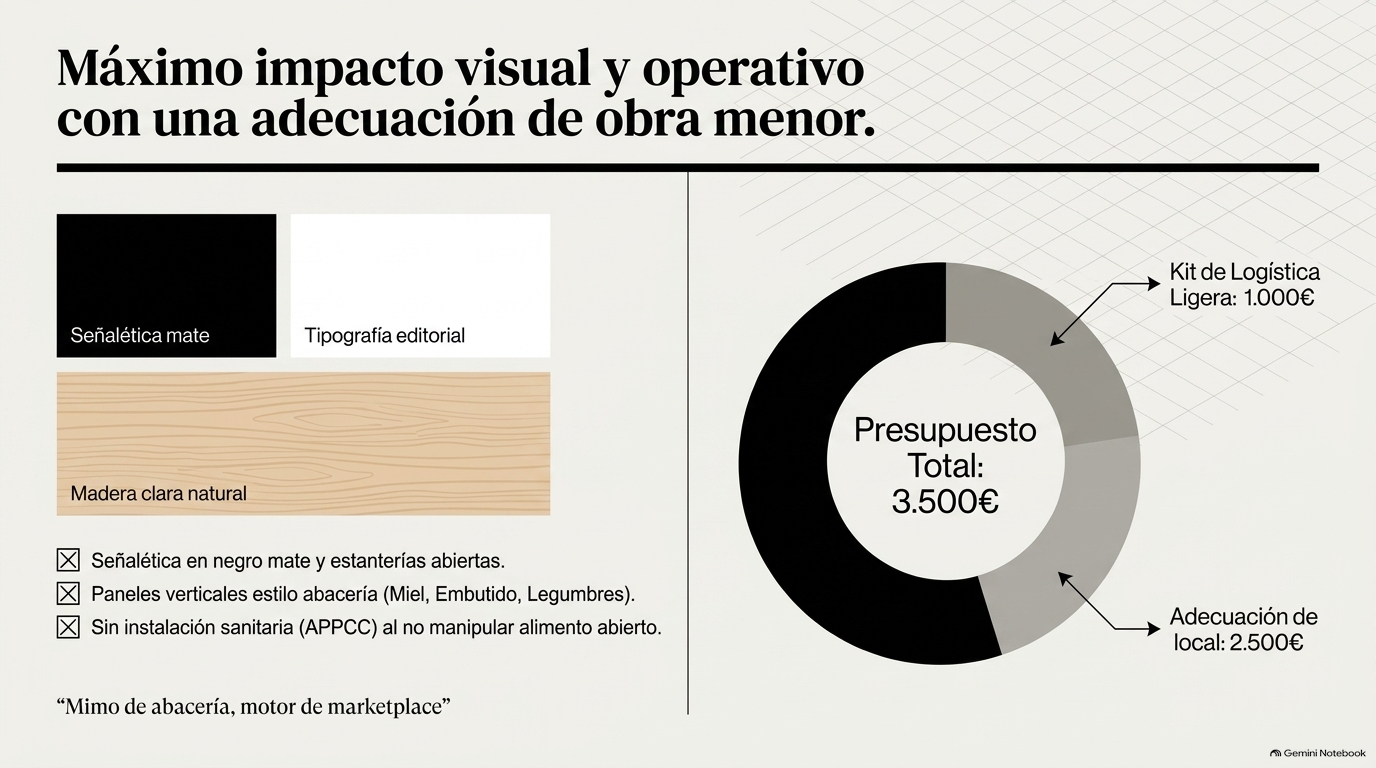 Máximo impacto visual y operativo
con una adecuación de obra menor.
Señalética mate
Tipografía editorial
Madera clara natural
Señalética en negro mate y estanterías abiertas.
Paneles verticales estilo abacería (Miel, Embutido, Legumbres).
Sin instalación sanitaria (APPCC) al no manipular alimento abierto.
“Mimo de abacería, motor de marketplace”
Kit de Logística
Ligera: 1.000€
Presupuesto
Total:
3.500€
Adecuación de
local: 2.500€
Gemini Notebook